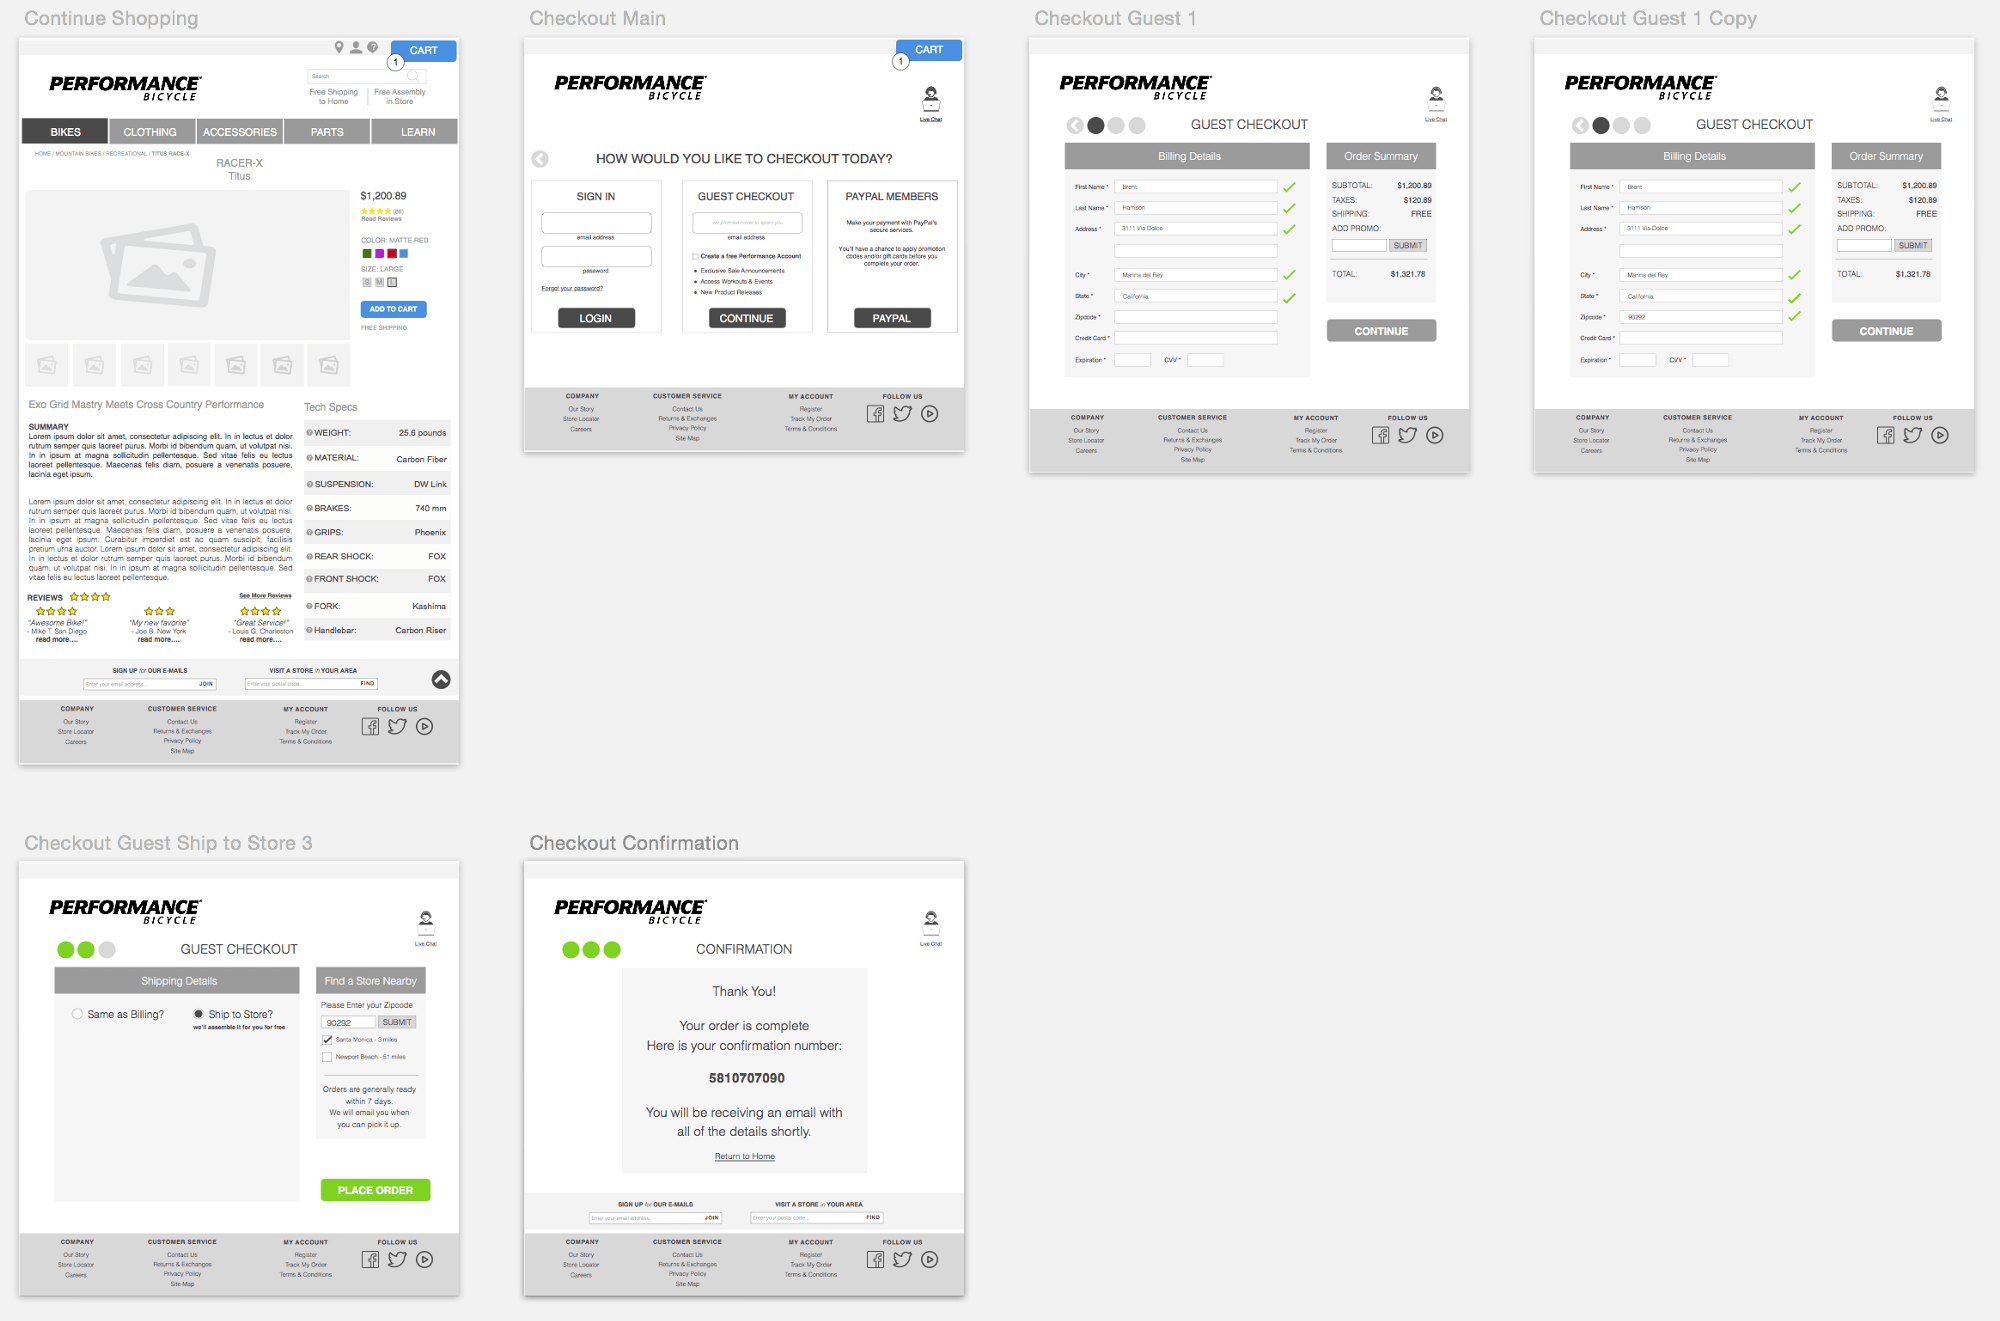 Continue Shopping
CART
1
PERFORMANCE
BICYCLE
Search
Free Shipping
to Home
Free Assembly
in Store
BIKES
CLOTHING
ACCESSORIES
PARTS
LEARN
HOME / MOUNTAIN BIKES / RECREATIONAL / TITUS RACE-X
RACER-X
Titus
$1,200.89
(86)
Read Reviews
COLOR: MATTE RED
SIZE: LARGE
S M L
ADD TO CART
FREE SHIPPING
Exo Grid Mastry Meets Cross Country Performance
SUMMARY
Lorem ipsum dolor sit amet, consectetur adipiscing elit. In in lectus et dolor
rutrum semper quis laoreet purus. Morbi id bibendum quam, ut volutpat nisi.
In in ipsum at magna sollicitudin pellentesque. Sed vitae felis eu lectus
laoreet pellentesque. Maecenas felis diam, posuere a venenatis posuere,
lacinia eget ipsum.
Lorem ipsum dolor sit amet, consectetur adipiscing elit. In in lectus et dolor
rutrum semper quis laoreet purus. Morbi id bibendum quam, ut volutpat nisi.
In in ipsum at magna sollicitudin pellentesque. Sed vitae felis eu lectus
laoreet pellentesque. Maecenas felis diam, posuere a venenatis posuere,
lacinia eget ipsum. Curabitur imperdiet est ac quam suscipit, facilisis
pretium urna auctor. Lorem ipsum dolor sit amet, consectetur adipiscing elit.
In in lectus et dolor rutrum semper quis laoreet purus. Morbi id bibendum
quam, ut volutpat nisi. In in ipsum at magna sollicitudin pellentesque. Sed
vitae felis eu lectus laoreet pellentesque.
Tech Specs
WEIGHT: 25.6 pounds
MATERIAL: Carbon Fiber
SUSPENSION: DW Link
BRAKES: 740 mm
GRIPS: Phoenix
REAR SHOCK: FOX
FRONT SHOCK: FOX
FORK: Kashima
Handlebar: Carbon Riser
REVIEWS
See More Reviews
"Awesome Bike!"
- Mike T. San Diego
read more....
"My new favorite"
- Joe B. New York
read more....
"Great Service!"
- Louis G. Charleston
read more....
SIGN UP for OUR E-MAILS
Enter your email address... JOIN
VISIT A STORE in YOUR AREA
Enter your postal code... FIND
COMPANY
Our Story
Store Locator
Careers
CUSTOMER SERVICE
Contact Us
Returns & Exchanges
Privacy Policy
Site Map
MY ACCOUNT
Register
Track My Order
Terms & Conditions
FOLLOW US
Checkout Main
CART
1
PERFORMANCE
BICYCLE
Live Chat
HOW WOULD YOU LIKE TO CHECKOUT TODAY?
SIGN IN
email address
password
Forgot your password?
LOGIN
GUEST CHECKOUT
we promise never to spam you
email address
Create a free Performance Account
• Exclusive Sale Announcements
• Access Workouts & Events
• New Product Releases
CONTINUE
PAYPAL MEMBERS
Make your payment with PayPal's
secure services.
You'll have a chance to apply promotion
codes and/or gift cards before you
complete your order.
PAYPAL
COMPANY
Our Story
Store Locator
Careers
CUSTOMER SERVICE
Contact Us
Returns & Exchanges
Privacy Policy
Site Map
MY ACCOUNT
Register
Track My Order
Terms & Conditions
FOLLOW US
Checkout Guest 1
PERFORMANCE
BICYCLE
Live Chat
GUEST CHECKOUT
Billing Details
First Name * Brent
Last Name * Harrison
Address * 3111 Via Dolce
City * Marina del Rey
State * California
Zipcode *
Credit Card *
Expiration * CVV *
Order Summary
SUBTOTAL: $1,200.89
TAXES: $120.89
SHIPPING: FREE
ADD PROMO:
SUBMIT
TOTAL: $1,321.78
CONTINUE
COMPANY
Our Story
Store Locator
Careers
CUSTOMER SERVICE
Contact Us
Returns & Exchanges
Privacy Policy
Site Map
MY ACCOUNT
Register
Track My Order
Terms & Conditions
FOLLOW US
Checkout Guest 1 Copy
PERFORMANCE
BICYCLE
Live Chat
GUEST CHECKOUT
Billing Details
First Name * Brent
Last Name * Harrison
Address * 3111 Via Dolce
City * Marina del Rey
State * California
Zipcode * 90292
Credit Card *
Expiration * CVV *
Order Summary
SUBTOTAL: $1,200.89
TAXES: $120.89
SHIPPING: FREE
ADD PROMO:
SUBMIT
TOTAL: $1,321.78
CONTINUE
COMPANY
Our Story
Store Locator
Careers
CUSTOMER SERVICE
Contact Us
Returns & Exchanges
Privacy Policy
Site Map
MY ACCOUNT
Register
Track My Order
Terms & Conditions
FOLLOW US
Checkout Guest Ship to Store 3
PERFORMANCE
BICYCLE
Live Chat
GUEST CHECKOUT
Shipping Details
Same as Billing?
Ship to Store?
we'll assemble it for you for free
Find a Store Nearby
Please Enter your Zipcode
90292 SUBMIT
Santa Monica - 3 miles
Newport Beach - 51 miles
Orders are generally ready
within 7 days.
We will email you when
you can pick it up.
PLACE ORDER
COMPANY
Our Story
Store Locator
Careers
CUSTOMER SERVICE
Contact Us
Returns & Exchanges
Privacy Policy
Site Map
MY ACCOUNT
Register
Track My Order
Terms & Conditions
FOLLOW US
Checkout Confirmation
PERFORMANCE
BICYCLE
Live Chat
CONFIRMATION
Thank You!
Your order is complete
Here is your confirmation number:
5810707090
You will be receiving an email with
all of the details shortly.
Return to Home
SIGN UP for OUR E-MAILS
Enter your email address... JOIN
VISIT A STORE in YOUR AREA
Enter your postal code... FIND
COMPANY
Our Story
Store Locator
Careers
CUSTOMER SERVICE
Contact Us
Returns & Exchanges
Privacy Policy
Site Map
MY ACCOUNT
Register
Track My Order
Terms & Conditions
FOLLOW US